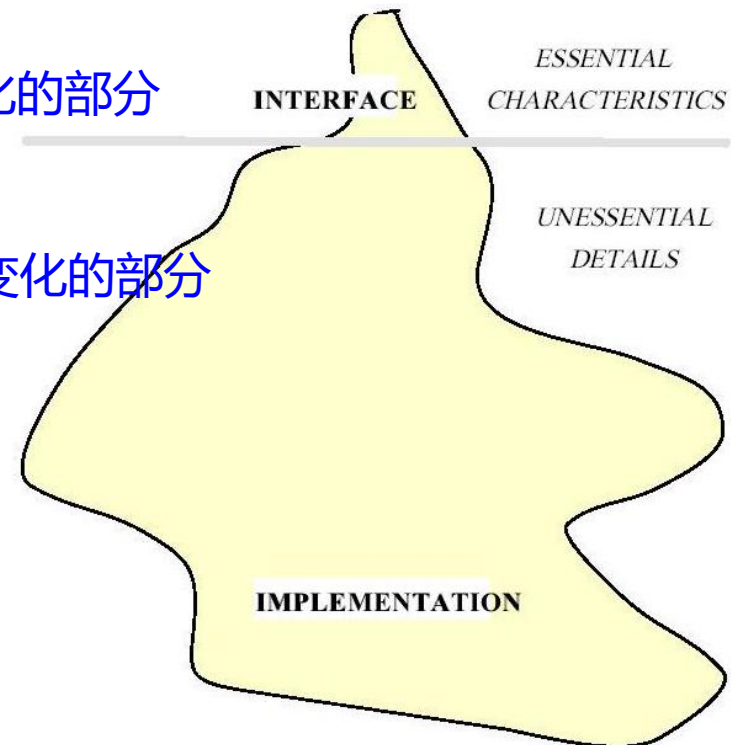 ESSENTIAL
化的部分 INTERFACE CHARACTERISTICS
UNESSENTIAL
变化的部分 DETAILS
IMPLEMENTATION